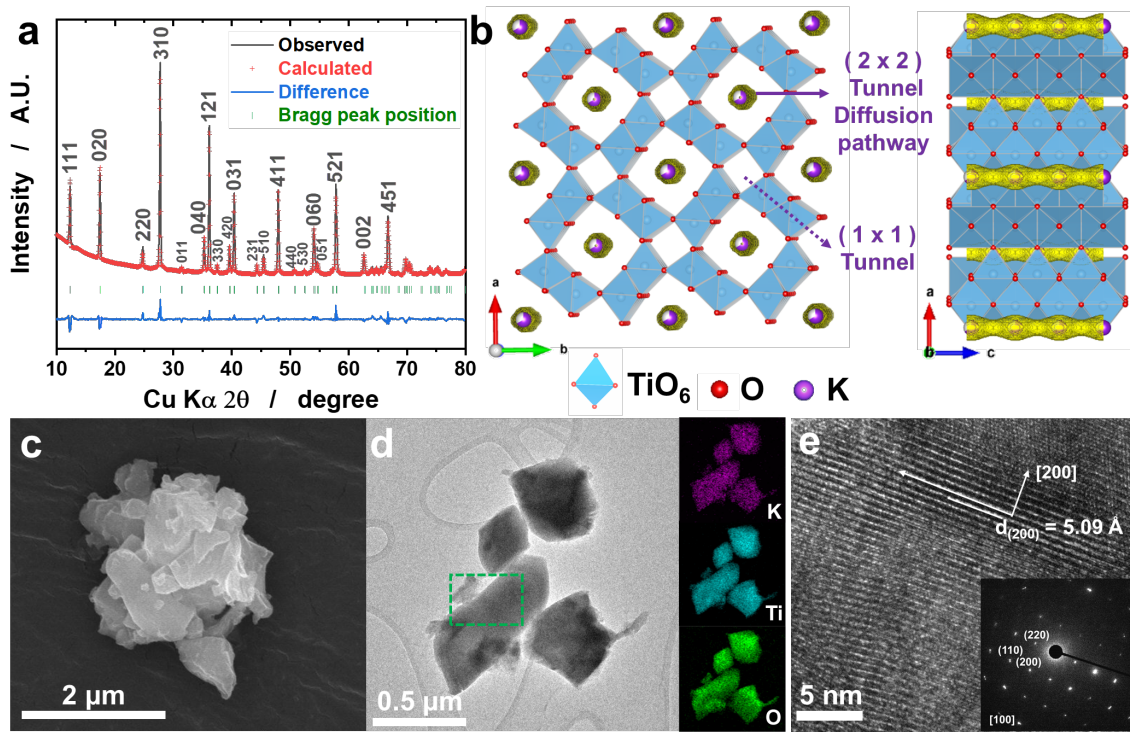 a
Observed
Calculated
Difference
Bragg peak position
111
020
220
310
011
040
121
330
420
031
231
510
411
440
530
060
051
521
002
451
Intensity / A.U.
10 20 30 40 50 60 70 80
Cu Kα 2θ / degree
b
( 2 x 2 )
Tunnel
Diffusion
pathway
( 1 x 1 )
Tunnel
a
b
a
b
c
TiO₆
O
K
c
2 µm
d
0.5 µm
K
Ti
O
e
[200]
d(200) = 5.09 Å
5 nm
(220)
(110)
(200)
[100]